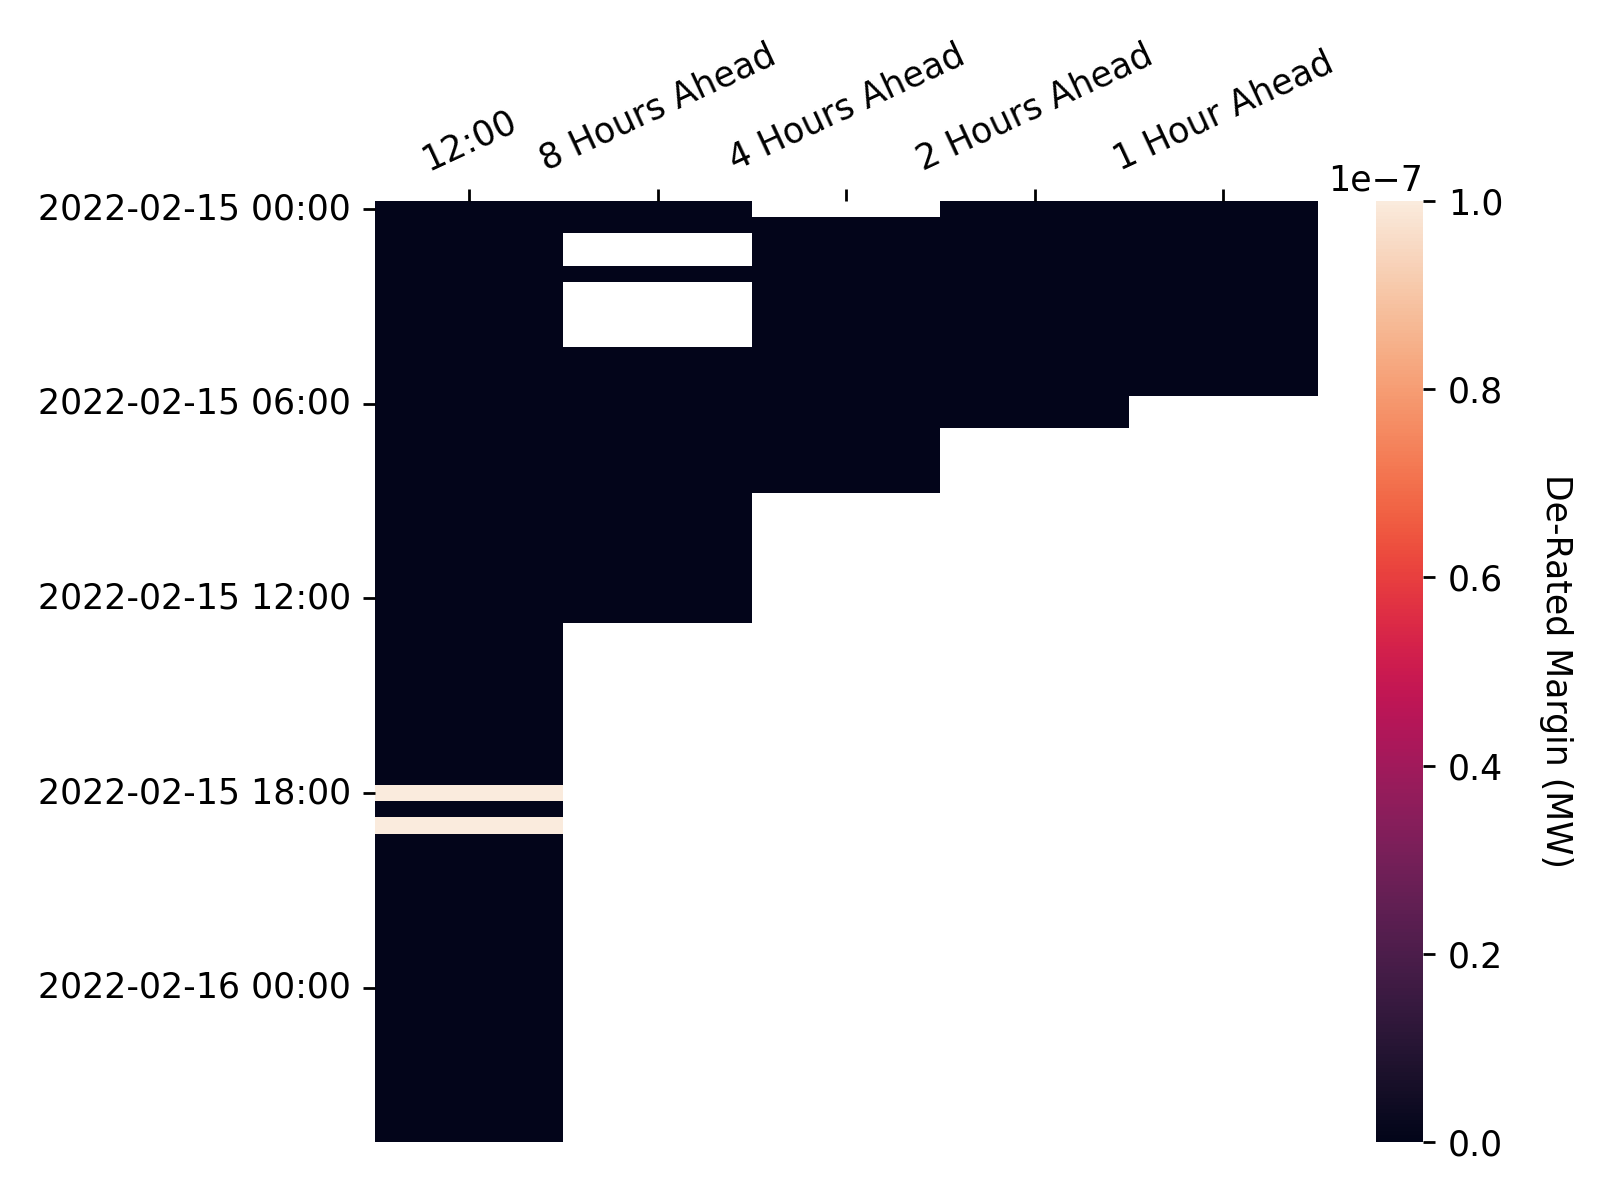 12:00
8 Hours Ahead
4 Hours Ahead
2 Hours Ahead
1 Hour Ahead
1e−7
2022-02-15 00:00
2022-02-15 06:00
2022-02-15 12:00
2022-02-15 18:00
2022-02-16 00:00
1.0
0.8
0.6
0.4
0.2
0.0
De-Rated Margin (MW)